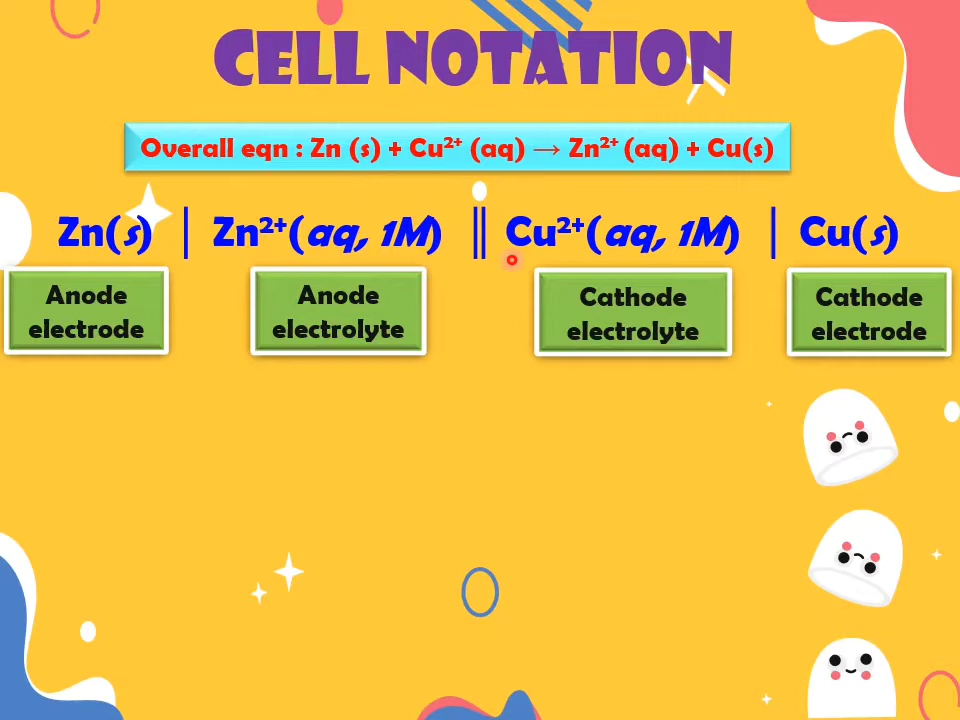 CELL NOTATION
Overall eqn : Zn (s) + Cu²⁺ (aq) → Zn²⁺ (aq) + Cu(s)
Zn(s) | Zn²⁺(aq, 1M) || Cu²⁺(aq, 1M) | Cu(s)
Anode electrode
Anode electrolyte
Cathode electrolyte
Cathode electrode